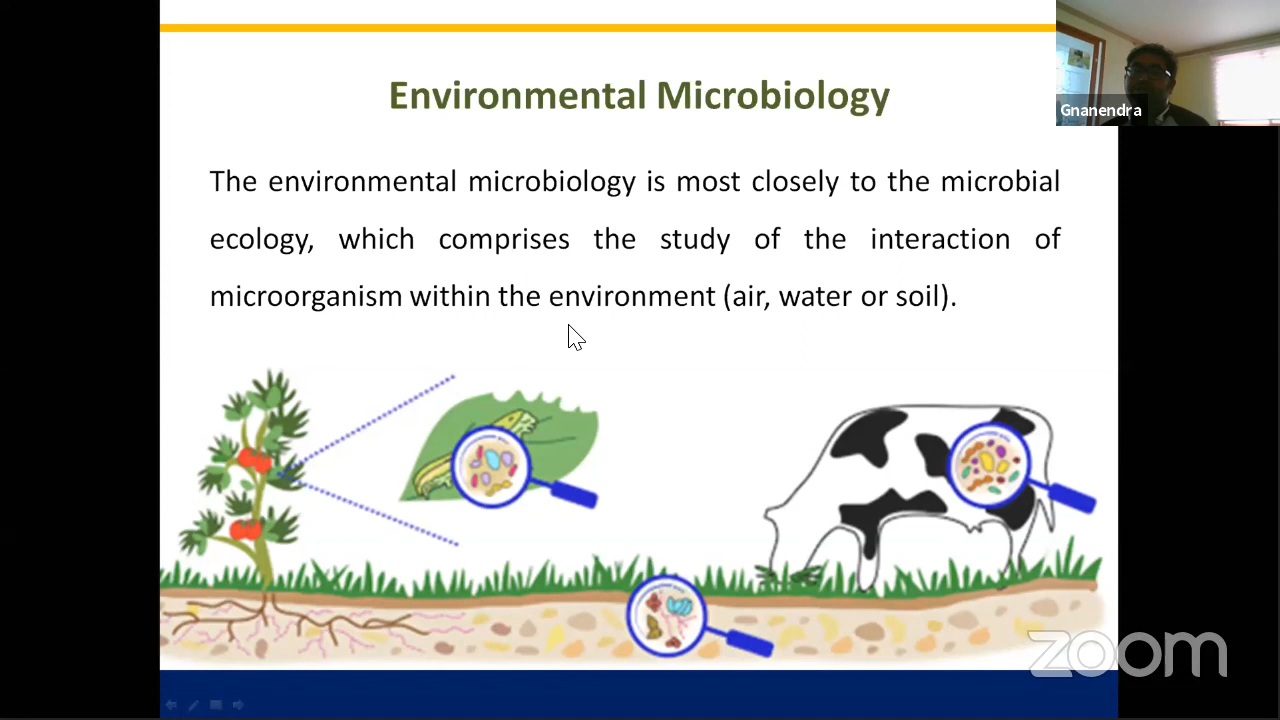 Environmental Microbiology
Gnanendra
The environmental microbiology is most closely to the microbial
ecology, which comprises the study of the interaction of
microorganism within the environment (air, water or soil).
zoom